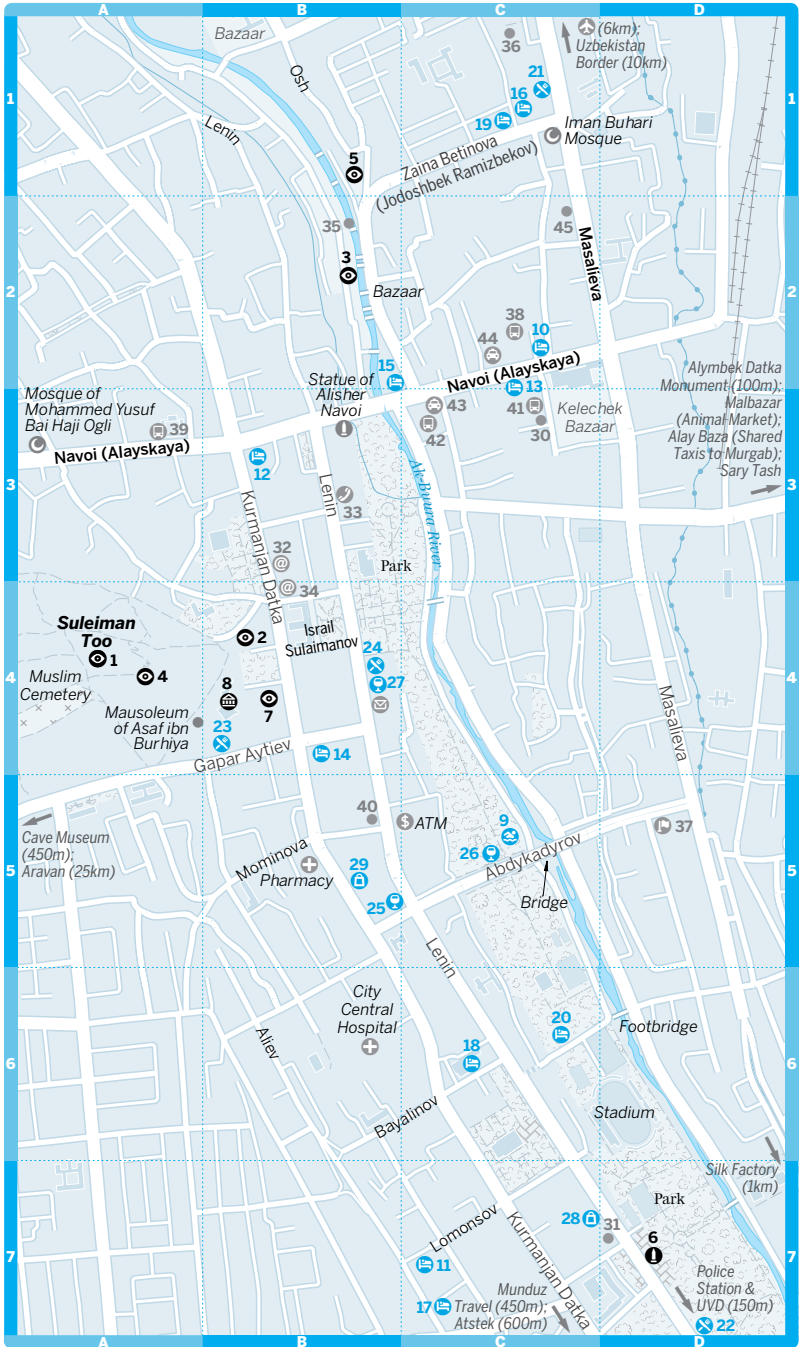 A
B
C
D
Bazaar
36
(6km);
Uzbekistan
Border (10km)
Osh
21
16
1
1
19
Iman Buhari
Mosque
Lenin
5
Zaina Betinova
(Jodoshbek Ramizbekov)
35
45
Masalieva
3
2
2
Bazaar
38
10
44
15
Navoi (Alayskaya)
Statue of
Alisher
Navoi
13
Alymbek Datka
Monument (100m);
Malbazar
(Animal Market);
Alay Baza (Shared
Taxis to Murgab);
Sary Tash
Mosque of
Mohammed Yusuf
Bai Haji Ogli
39
43
41
Kelechek
Bazaar
42
30
Navoi (Alayskaya)
12
Ak-Buura River
3
3
Lenin
33
Kurmanjan Datka
32
@
Park
34
@
Suleiman
Too
1
2
Israil
Sulaimanov
24
4
4
4
Muslim
Cemetery
8
7
27
Masalieva
Mausoleum
of Asaf ibn
Burhiya
23
Gapar Aytiev
14
40
$
ATM
9
37
Cave Museum
(450m);
Aravan (25km)
26
Abdykadyrov
Mominova
Pharmacy
29
5
5
25
Bridge
Lenin
City
Central
Hospital
20
Footbridge
Aliev
18
6
6
Bayalinov
Stadium
Silk Factory
(1km)
Park
Lomonsov
28
31
6
Kurmanjan Datka
7
7
11
17
Munduz
Travel (450m);
Atstek (600m)
Police
Station &
UVD (150m)
22
A
B
C
D